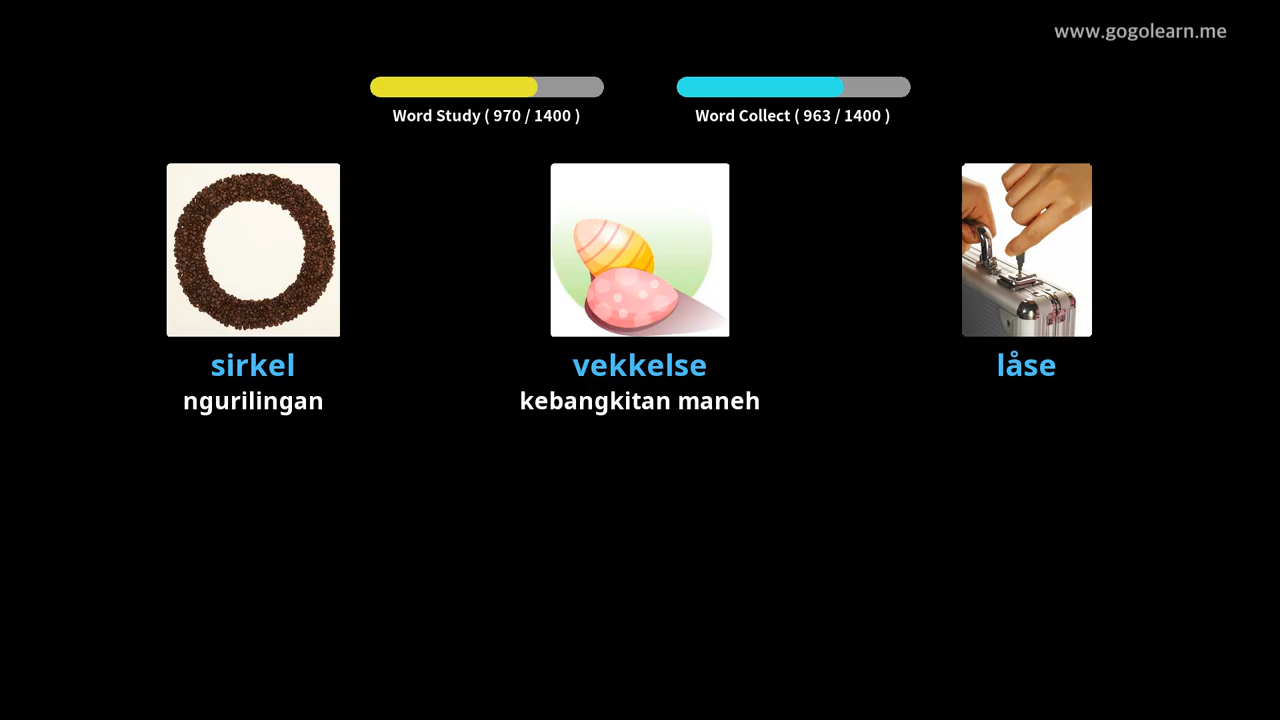 www.gogolearn.me
Word Study ( 970 / 1400 )
Word Collect ( 963 / 1400 )
sirkel
ngurilingan
vekkelse
kebangkitan maneh
låse